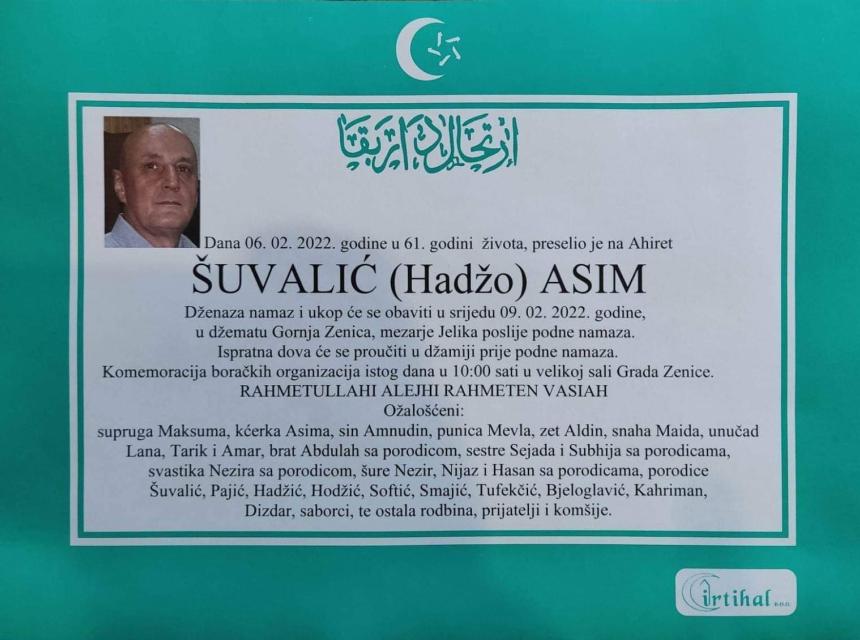 Dana 06. 02. 2022. godine u 61. godini života, preselio je na Ahiret
ŠUVALIĆ (Hadžo) ASIM
Dženaza namaz i ukop će se obaviti u srijedu 09. 02. 2022. godine,
u džematu Gornja Zenica, mezarje Jelika poslije podne namaza.
Ispratna dova će se proučiti u džamiji prije podne namaza.
Komemoracija boračkih organizacija istog dana u 10:00 sati u velikoj sali Grada Zenice.
RAHMETULLAHI ALEJHI RAHMETEN VASIAH
Ožalošćeni:
supruga Maksuma, kćerka Asima, sin Amnudin, punica Mevla, zet Aldin, snaha Maida, unučad
Lana, Tarik i Amar, brat Abdulah sa porodicom, sestre Sejada i Subhija sa porodicama,
svastika Nezira sa porodicom, šure Nezir, Nijaz i Hasan sa porodicama, porodice
Šuvalić, Pajić, Hadžić, Hodžić, Softić, Smajić, Tufekčić, Bjeloglavić, Kahriman,
Dizdar, saborci, te ostala rodbina, prijatelji i komšije.
irtihal d.o.o.